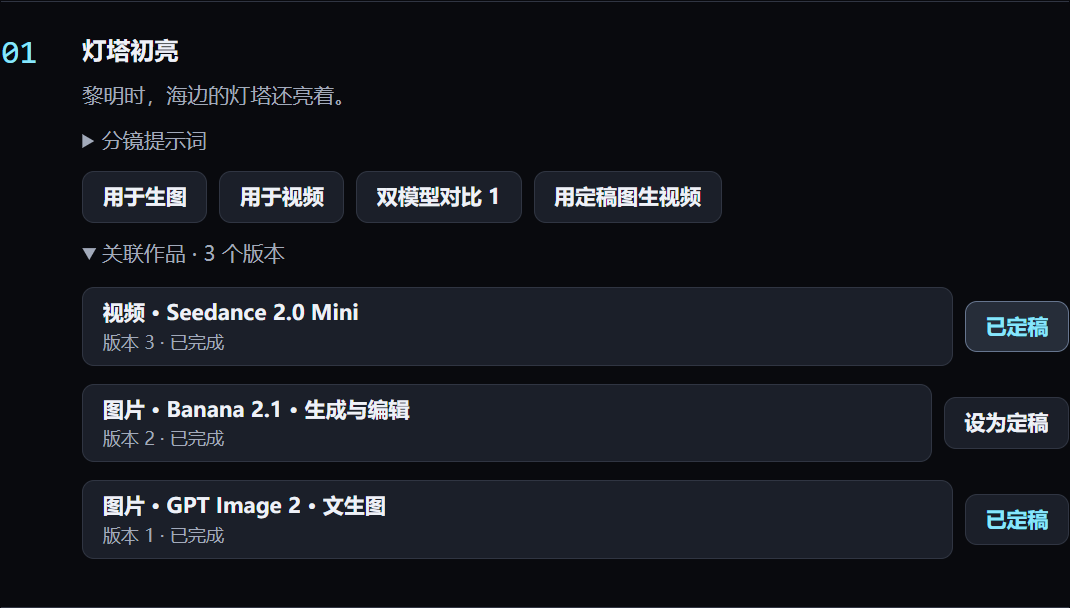 01
灯塔初亮
黎明时，海边的灯塔还亮着。
▶ 分镜提示词
用于生图 用于视频 双模型对比 1 用定稿图生视频
▼ 关联作品 · 3 个版本
视频 • Seedance 2.0 Mini
版本 3 · 已完成
已定稿
图片 • Banana 2.1 • 生成与编辑
版本 2 · 已完成
设为定稿
图片 • GPT Image 2 • 文生图
版本 1 · 已完成
已定稿